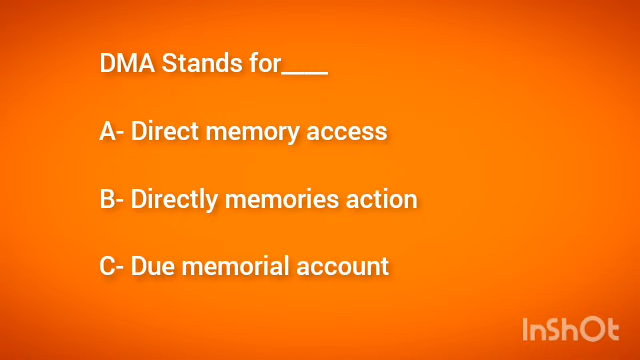 DMA Stands for____
A- Direct memory access
B- Directly memories action
C- Due memorial account
InShOt